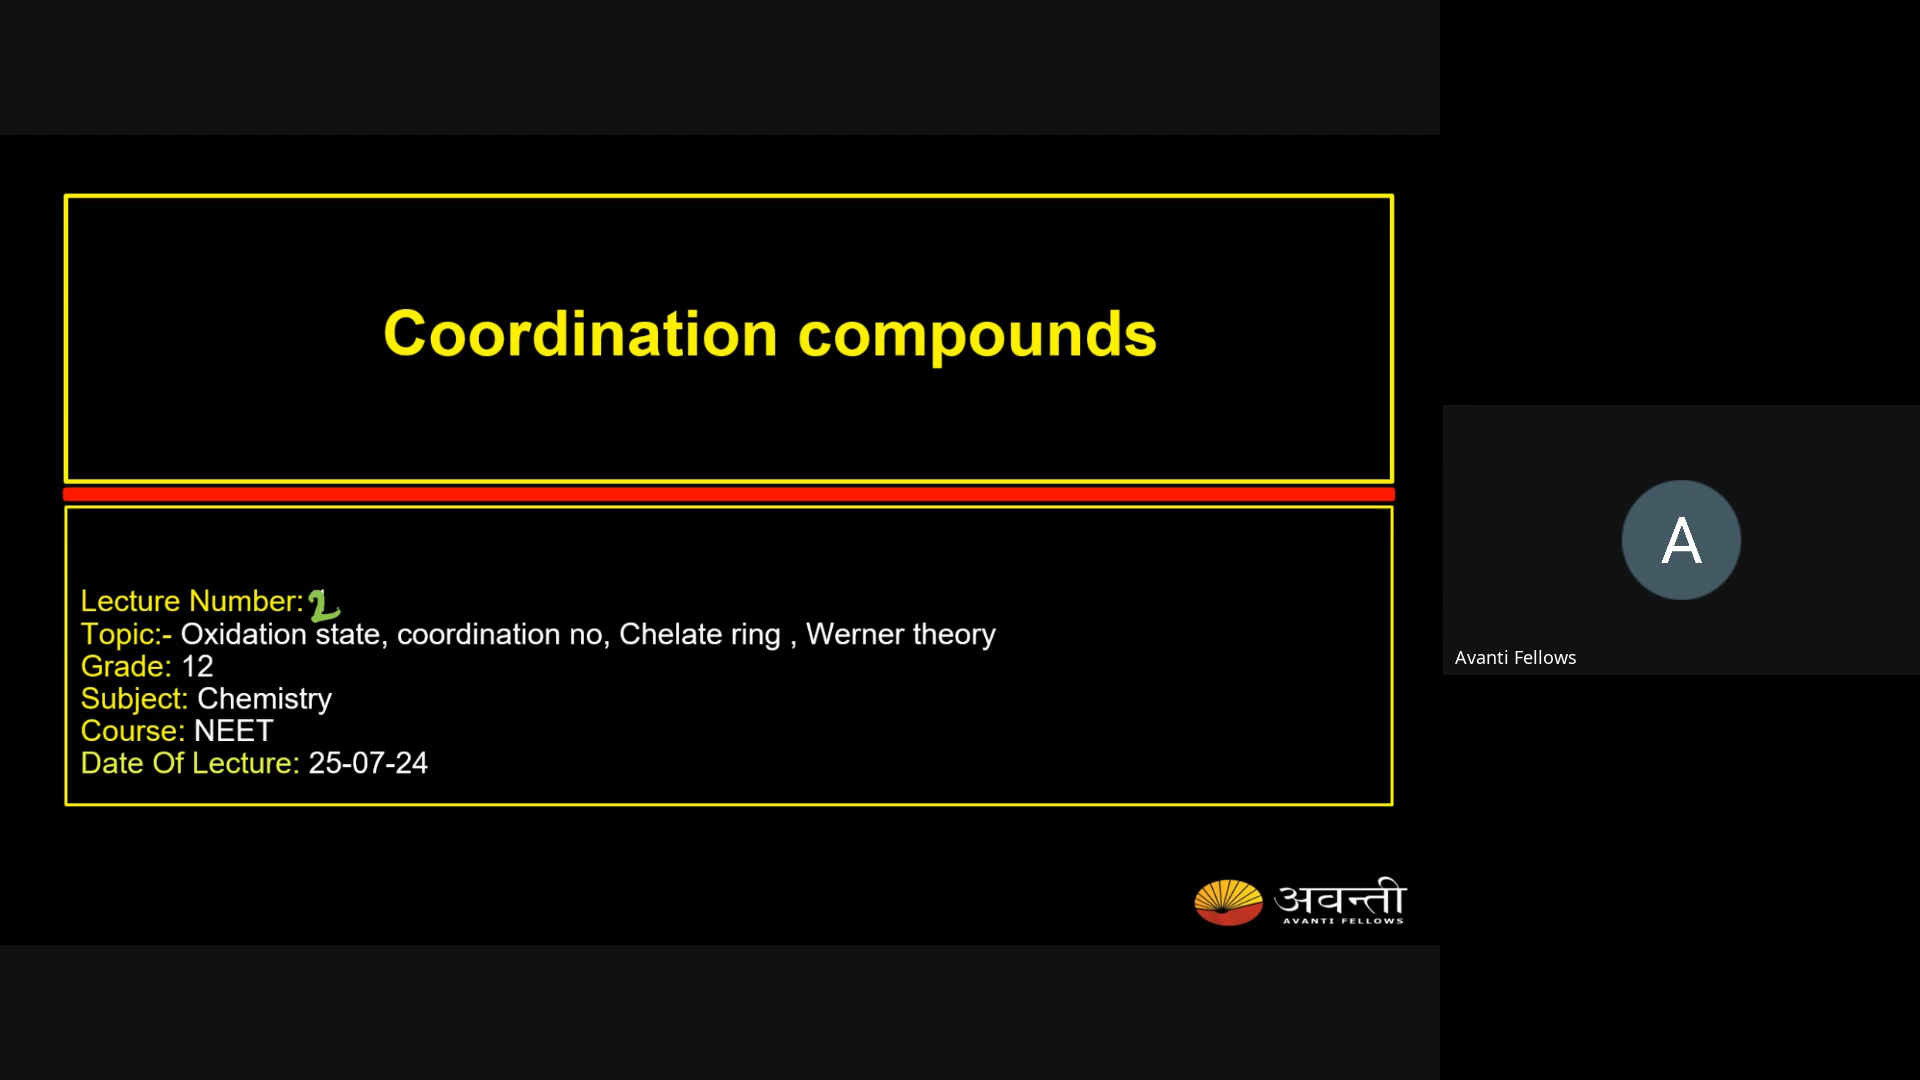 Coordination compounds
Lecture Number: 2
Topic:- Oxidation state, coordination no, Chelate ring , Werner theory
Grade: 12
Subject: Chemistry
Course: NEET
Date Of Lecture: 25-07-24
अवन्ती
AVANTI FELLOWS
A
Avanti Fellows